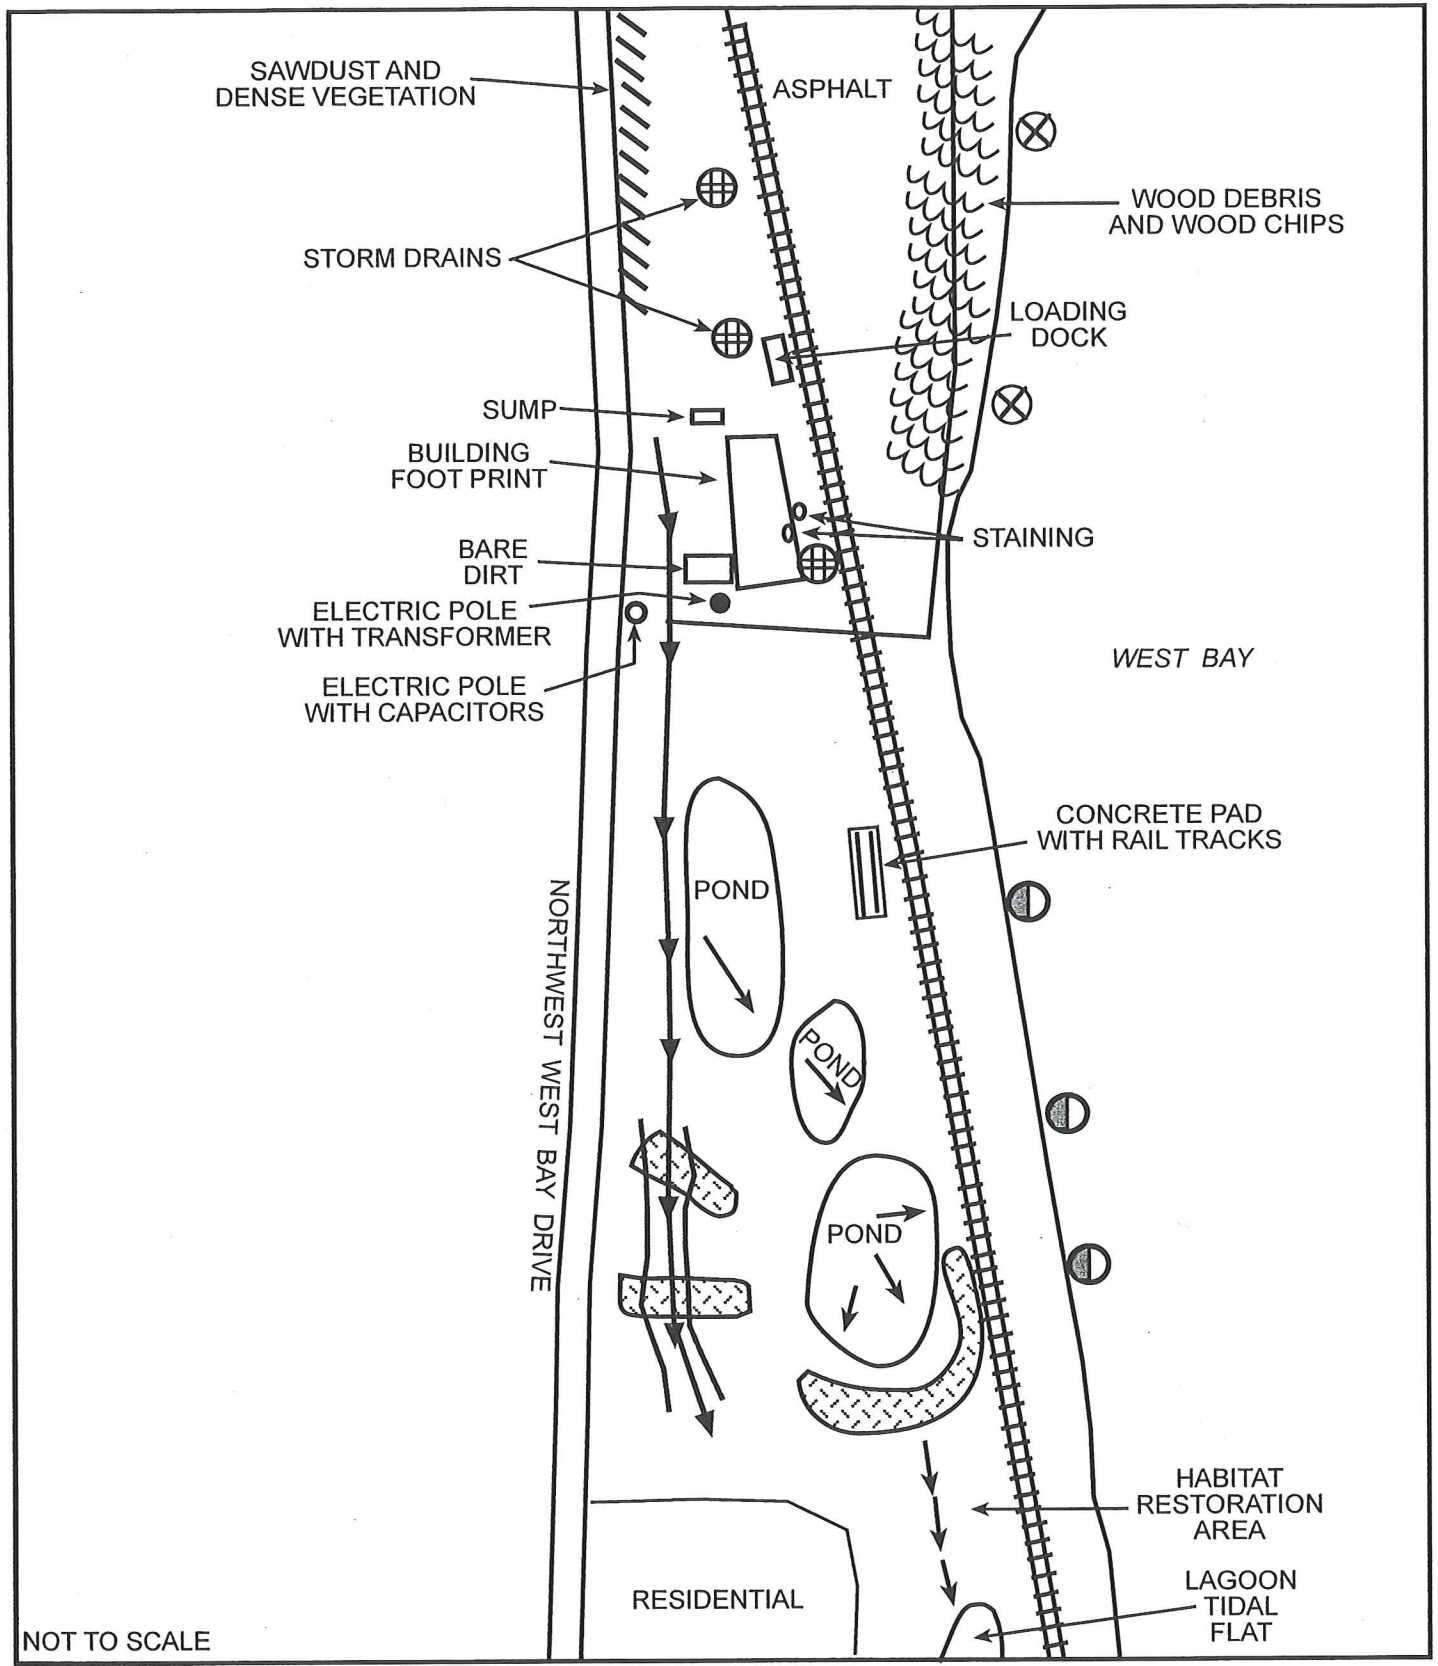 SAWDUST AND
DENSE VEGETATION
ASPHALT
WOOD DEBRIS
AND WOOD CHIPS
STORM DRAINS
LOADING
DOCK
SUMP
BUILDING
FOOT PRINT
STAINING
BARE
DIRT
ELECTRIC POLE
WITH TRANSFORMER
WEST BAY
ELECTRIC POLE
WITH CAPACITORS
CONCRETE PAD
WITH RAIL TRACKS
POND
NORTHWEST WEST BAY DRIVE
POND
POND
HABITAT
RESTORATION
AREA
LAGOON
TIDAL
FLAT
RESIDENTIAL
NOT TO SCALE